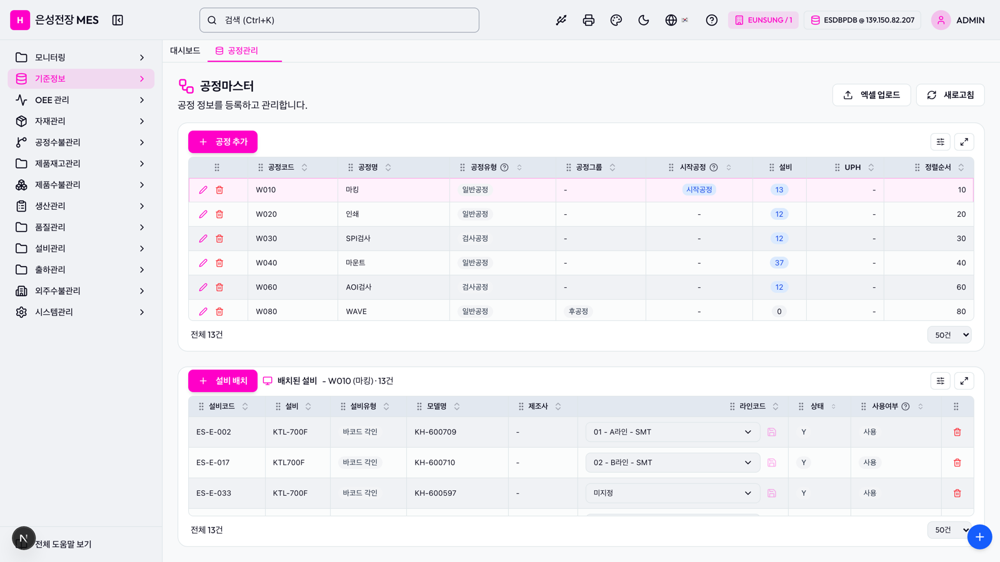 H 은성전장 MES 검색 (Ctrl+K) EUNSUNG / 1 ESDBPDB @ 139.150.82.207 ADMIN
모니터링
기준정보
OEE 관리
자재관리
공정수불관리
제품재고관리
제품수불관리
생산관리
품질관리
설비관리
출하관리
외주수불관리
시스템관리
N 전체 도움말 보기
대시보드 공정관리
공정마스터
공정 정보를 등록하고 관리합니다.
엑셀 업로드 새로고침
공정 추가
공정코드 공정명 공정유형 공정그룹 시작공정 설비 UPH 정렬순서
W010 마킹 일반공정 - 시작공정 13 - 10
W020 인쇄 일반공정 - - 12 - 20
W030 SPI검사 검사공정 - - 12 - 30
W040 마운트 일반공정 - - 37 - 40
W060 AOI검사 검사공정 - - 12 - 60
W080 WAVE 일반공정 후공정 - 0 - 80
전체 13건 50건
설비 배치 배치된 설비 - W010 (마킹) · 13건
설비코드 설비 설비유형 모델명 제조사 라인코드 상태 사용여부
ES-E-002 KTL-700F 바코드 각인 KH-600709 - 01 - A라인 - SMT Y 사용
ES-E-017 KTL700F 바코드 각인 KH-600710 - 02 - B라인 - SMT Y 사용
ES-E-033 KTL-700F 바코드 각인 KH-600597 - 미지정 Y 사용
전체 13건 50건